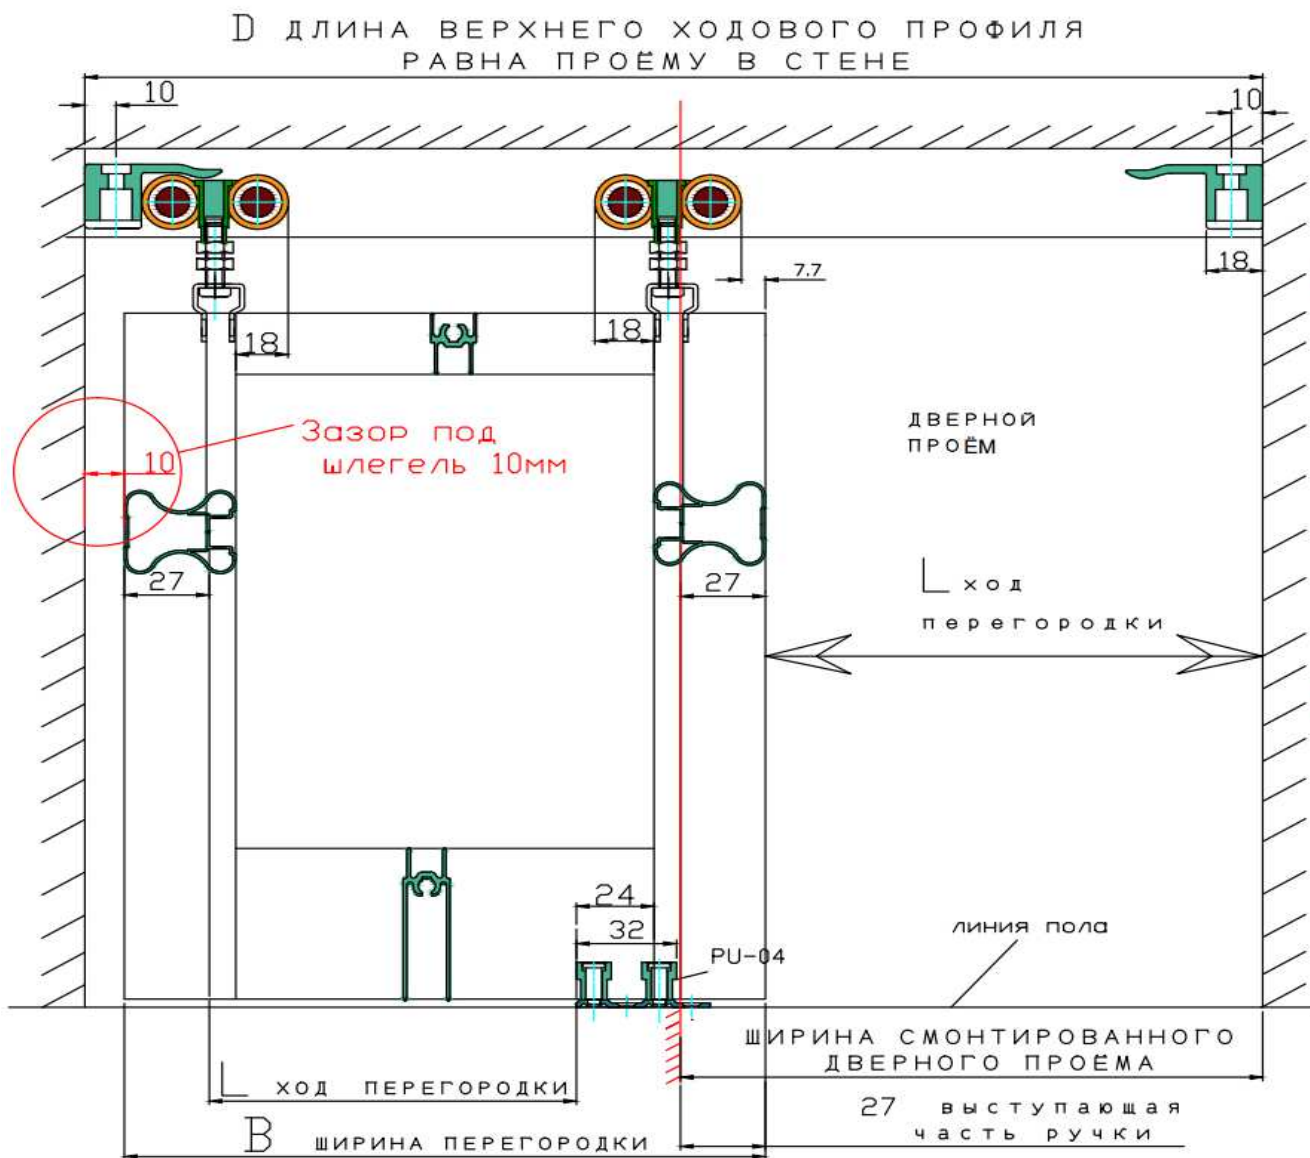 D ДЛИНА ВЕРХНЕГО ХОДОВОГО ПРОФИЛЯ
РАВНА ПРОЁМУ В СТЕНЕ
10
10
18
7.7
18
18
Зазор под
шлегель 10мм
10
ДВЕРНОЙ
ПРОЁМ
27
27
L ход
перегородки
24
32
PU-04
линия пола
ШИРИНА СМОНТИРОВАННОГО
ДВЕРНОГО ПРОЁМА
L ХОД ПЕРЕГОРОДКИ
27 выступающая
часть ручки
B ШИРИНА ПЕРЕГОРОДКИ